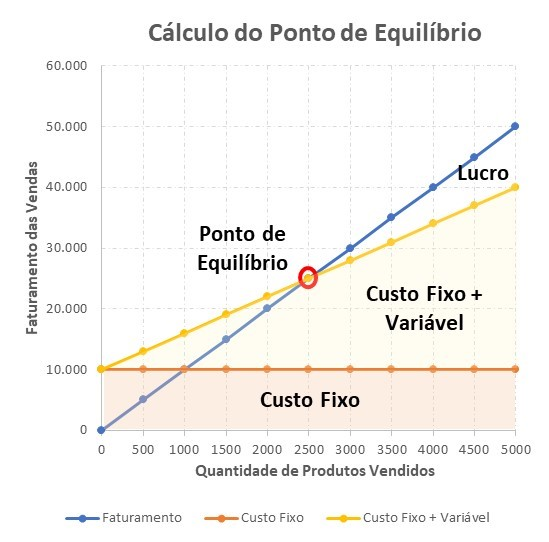 Cálculo do Ponto de Equilíbrio
60.000
50.000
40.000
30.000
20.000
10.000
0
Faturamento das Vendas
Lucro
Ponto de
Equilíbrio
Custo Fixo +
Variável
Custo Fixo
0 500 1000 1500 2000 2500 3000 3500 4000 4500 5000
Quantidade de Produtos Vendidos
Faturamento Custo Fixo Custo Fixo + Variável